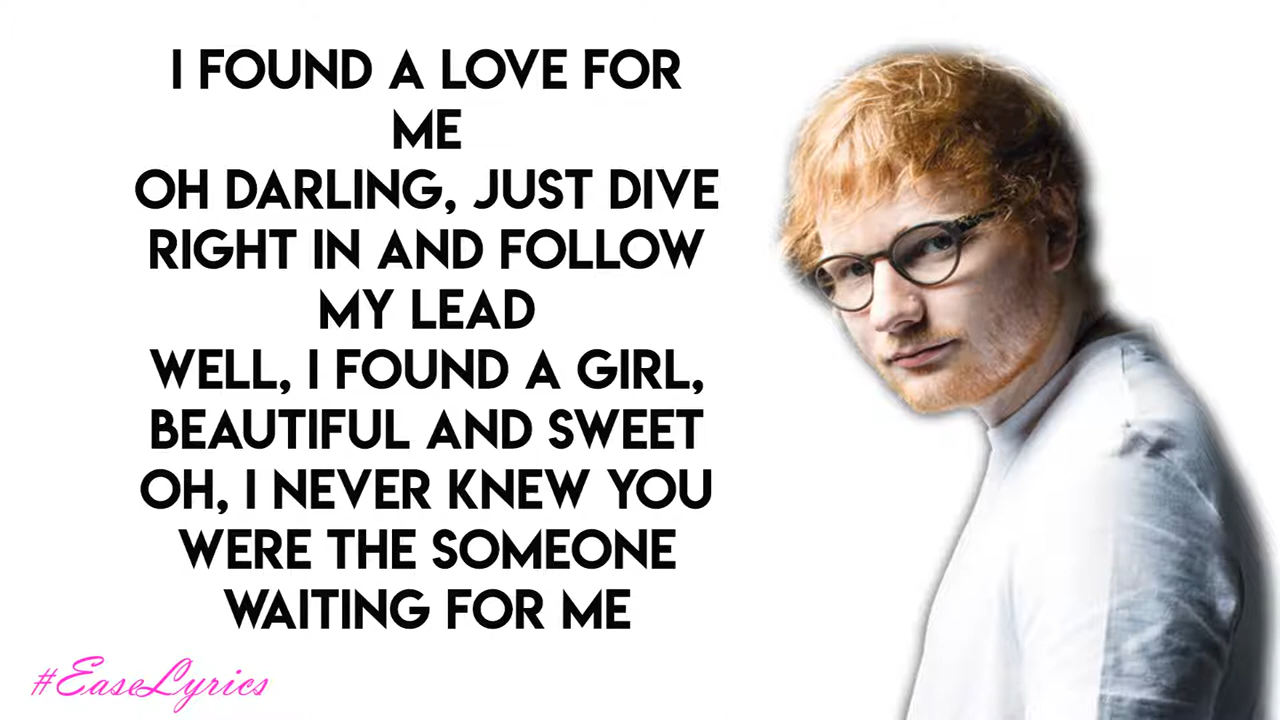 I FOUND A LOVE FOR
ME
OH DARLING, JUST DIVE
RIGHT IN AND FOLLOW
MY LEAD
WELL, I FOUND A GIRL,
BEAUTIFUL AND SWEET
OH, I NEVER KNEW YOU
WERE THE SOMEONE
WAITING FOR ME
#EaseLyrics